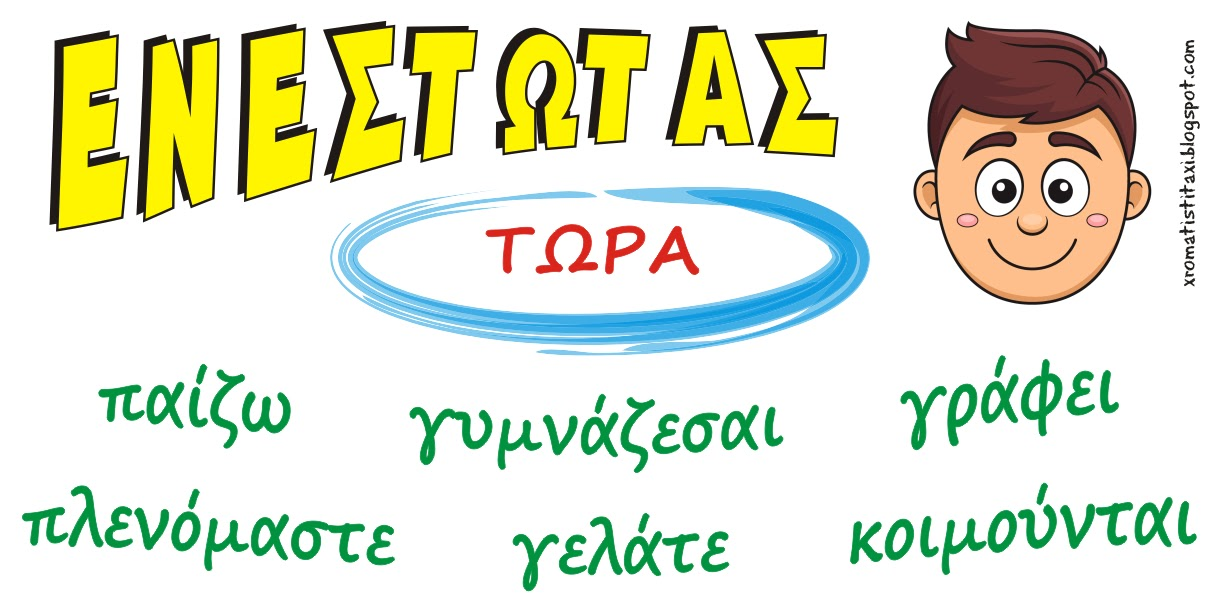 ΕΝΕΣΤΩΤΑΣ
ΤΩΡΑ
παίζω γυμνάζεσαι γράφει
πλενόμαστε γελάτε κοιμούνται
xromatistitaxi.blogspot.com